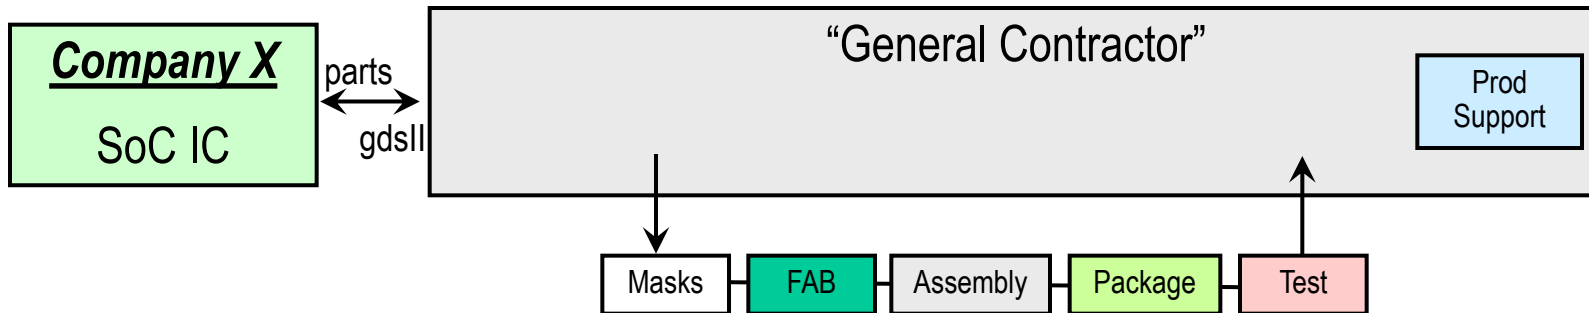 Company X
SoC IC
parts
gdsII
“General Contractor”
Prod
Support
Masks
FAB
Assembly
Package
Test